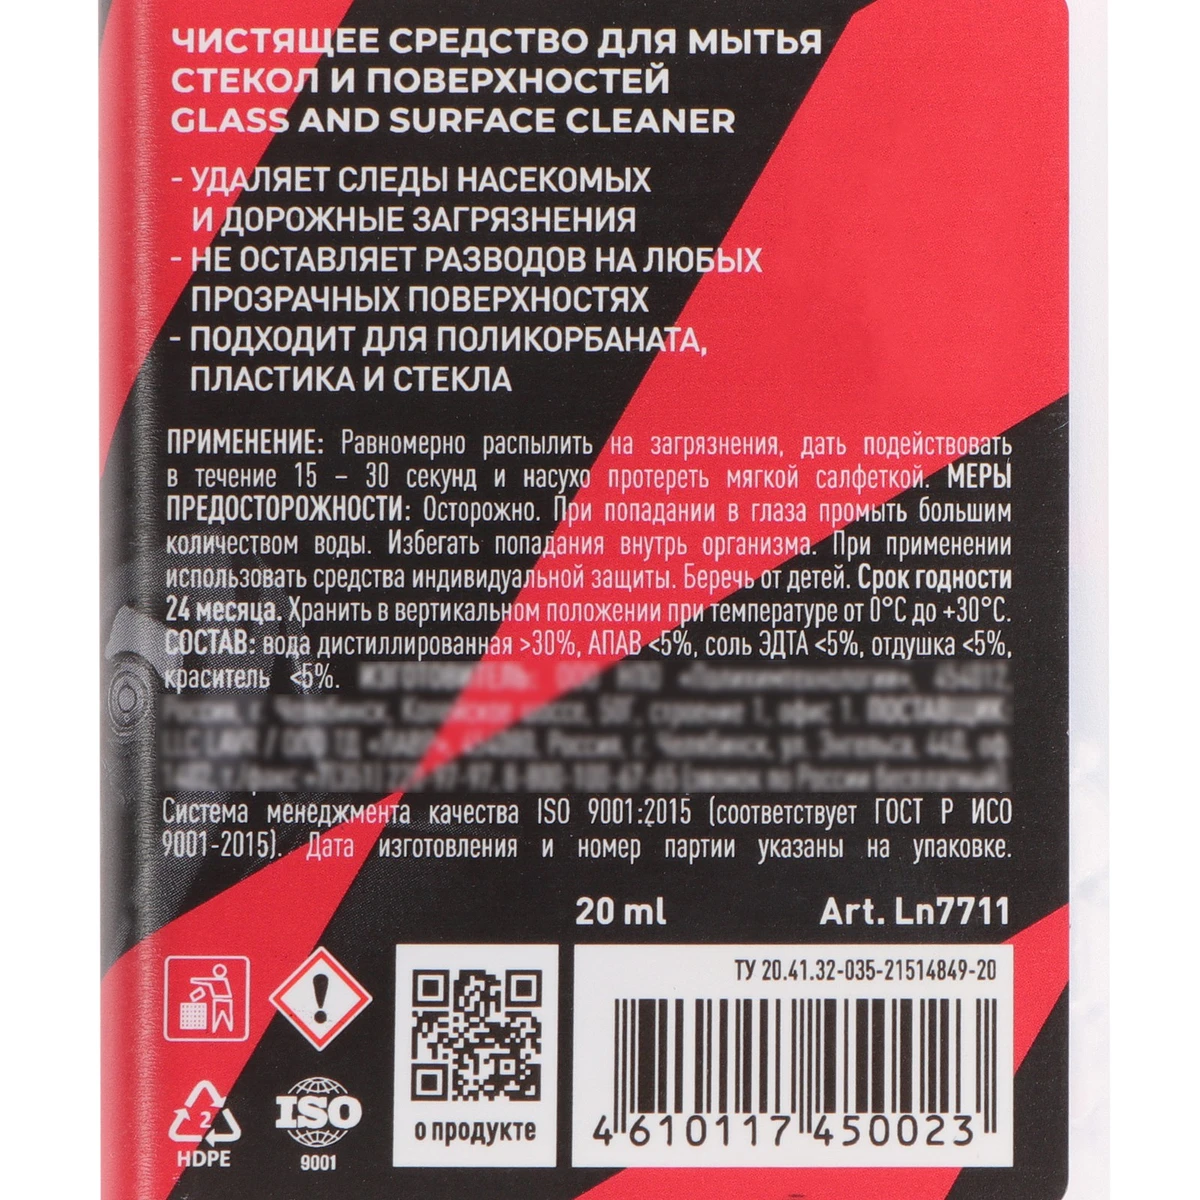 ЧИСТЯЩЕЕ СРЕДСТВО ДЛЯ МЫТЬЯ
СТЕКОЛ И ПОВЕРХНОСТЕЙ
GLASS AND SURFACE CLEANER
- УДАЛЯЕТ СЛЕДЫ НАСЕКОМЫХ
И ДОРОЖНЫЕ ЗАГРЯЗНЕНИЯ
- НЕ ОСТАВЛЯЕТ РАЗВОДОВ НА ЛЮБЫХ
ПРОЗРАЧНЫХ ПОВЕРХНОСТЯХ
- ПОДХОДИТ ДЛЯ ПОЛИКОРБАНАТА,
ПЛАСТИКА И СТЕКЛА
ПРИМЕНЕНИЕ: Равномерно распылить на загрязнения, дать подействовать
в течение 15 – 30 секунд и насухо протереть мягкой салфеткой. МЕРЫ
ПРЕДОСТОРОЖНОСТИ: Осторожно. При попадании в глаза промыть большим
количеством воды. Избегать попадания внутрь организма. При применении
использовать средства индивидуальной защиты. Беречь от детей. Срок годности
24 месяца. Хранить в вертикальном положении при температуре от 0°C до +30°C.
СОСТАВ: вода дистиллированная >30%, АПАВ <5%, соль ЭДТА <5%, отдушка <5%,
краситель <5%.
Система менеджмента качества ISO 9001:2015 (соответствует ГОСТ Р ИСО
9001-2015). Дата изготовления и номер партии указаны на упаковке.
20 ml Art. Ln7711
ТУ 20.41.32-035-21514849-20
2
HDPE
ISO
9001
о продукте
4 610117 450023